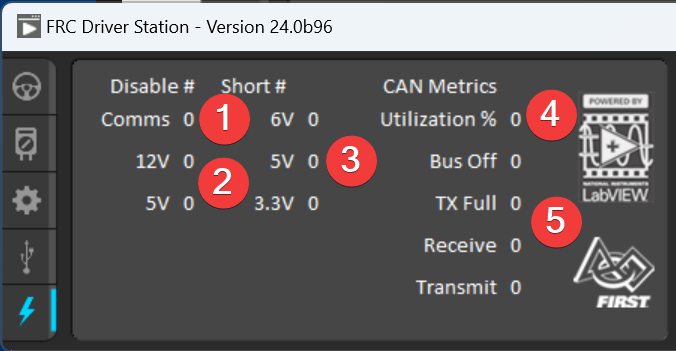 FRC Driver Station - Version 24.0b96
Disable # Short # CAN Metrics
Comms 0 1 6V 0 Utilization % 0 4
12V 0 2 5V 0 3 Bus Off 0
5V 0 3.3V 0 TX Full 0 5
Receive 0
Transmit 0
POWERED BY
NATIONAL INSTRUMENTS
LabVIEW
FIRST